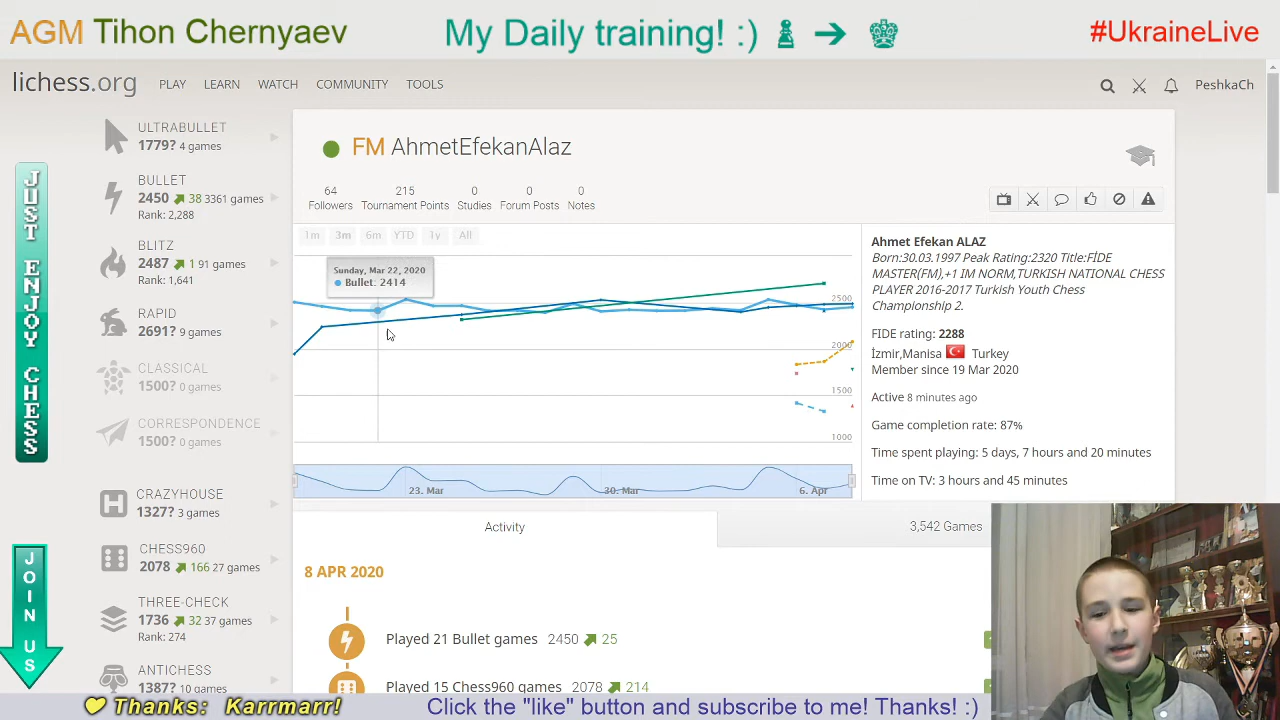 AGM Tihon Chernyaev
My Daily training! :)
#UkraineLive
lichess.org PLAY LEARN WATCH COMMUNITY TOOLS
PeshkaCh
JUST ENJOY CHESS
JOIN US
ULTRABULLET
1779? 4 games
BULLET
2450 38 3361 games
Rank: 2,288
BLITZ
2487 1 91 games
Rank: 1,641
RAPID
2691? 9 games
CLASSICAL
1500? 0 games
CORRESPONDENCE
1500? 0 games
CRAZYHOUSE
1327? 3 games
CHESS960
2078 166 27 games
THREE-CHECK
1736 32 37 games
Rank: 274
ANTICHESS
1387? 10 games
FM AhmetEfekanAlaz
64 215 0 0 0
Followers Tournament Points Studies Forum Posts Notes
1m 3m 6m YTD 1y All
Sunday, Mar 22, 2020
Bullet: 2414
2500
2000
1500
1000
23. Mar 30. Mar 6. Apr
Ahmet Efekan ALAZ
Born:30.03.1997 Peak Rating:2320 Title:FİDE
MASTER(FM),+1 IM NORM,TURKISH NATIONAL CHESS
PLAYER 2016-2017 Turkish Youth Chess
Championship 2.
FIDE rating: 2288
İzmir,Manisa Turkey
Member since 19 Mar 2020
Active 8 minutes ago
Game completion rate: 87%
Time spent playing: 5 days, 7 hours and 20 minutes
Time on TV: 3 hours and 45 minutes
Activity 3,542 Games
8 APR 2020
Played 21 Bullet games 2450 25
Played 15 Chess960 games 2078 214
Thanks: Karrmarr!
Click the "like" button and subscribe to me! Thanks! :)